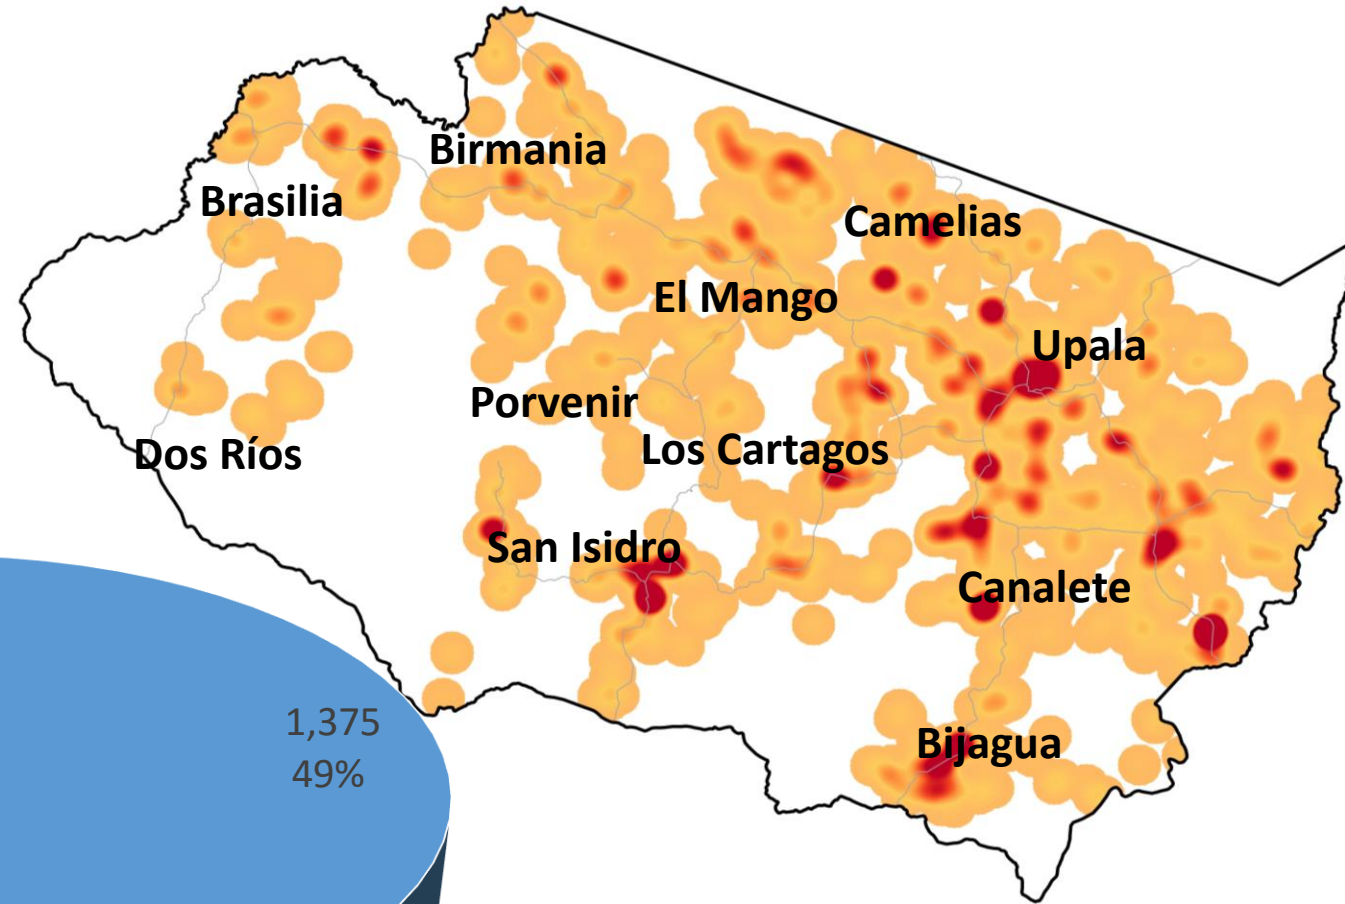 Birmania
Brasilia
Camelias
El Mango
Upala
Porvenir
Los Cartagos
Dos Ríos
San Isidro
Canalete
1,375
49%
Bijagua